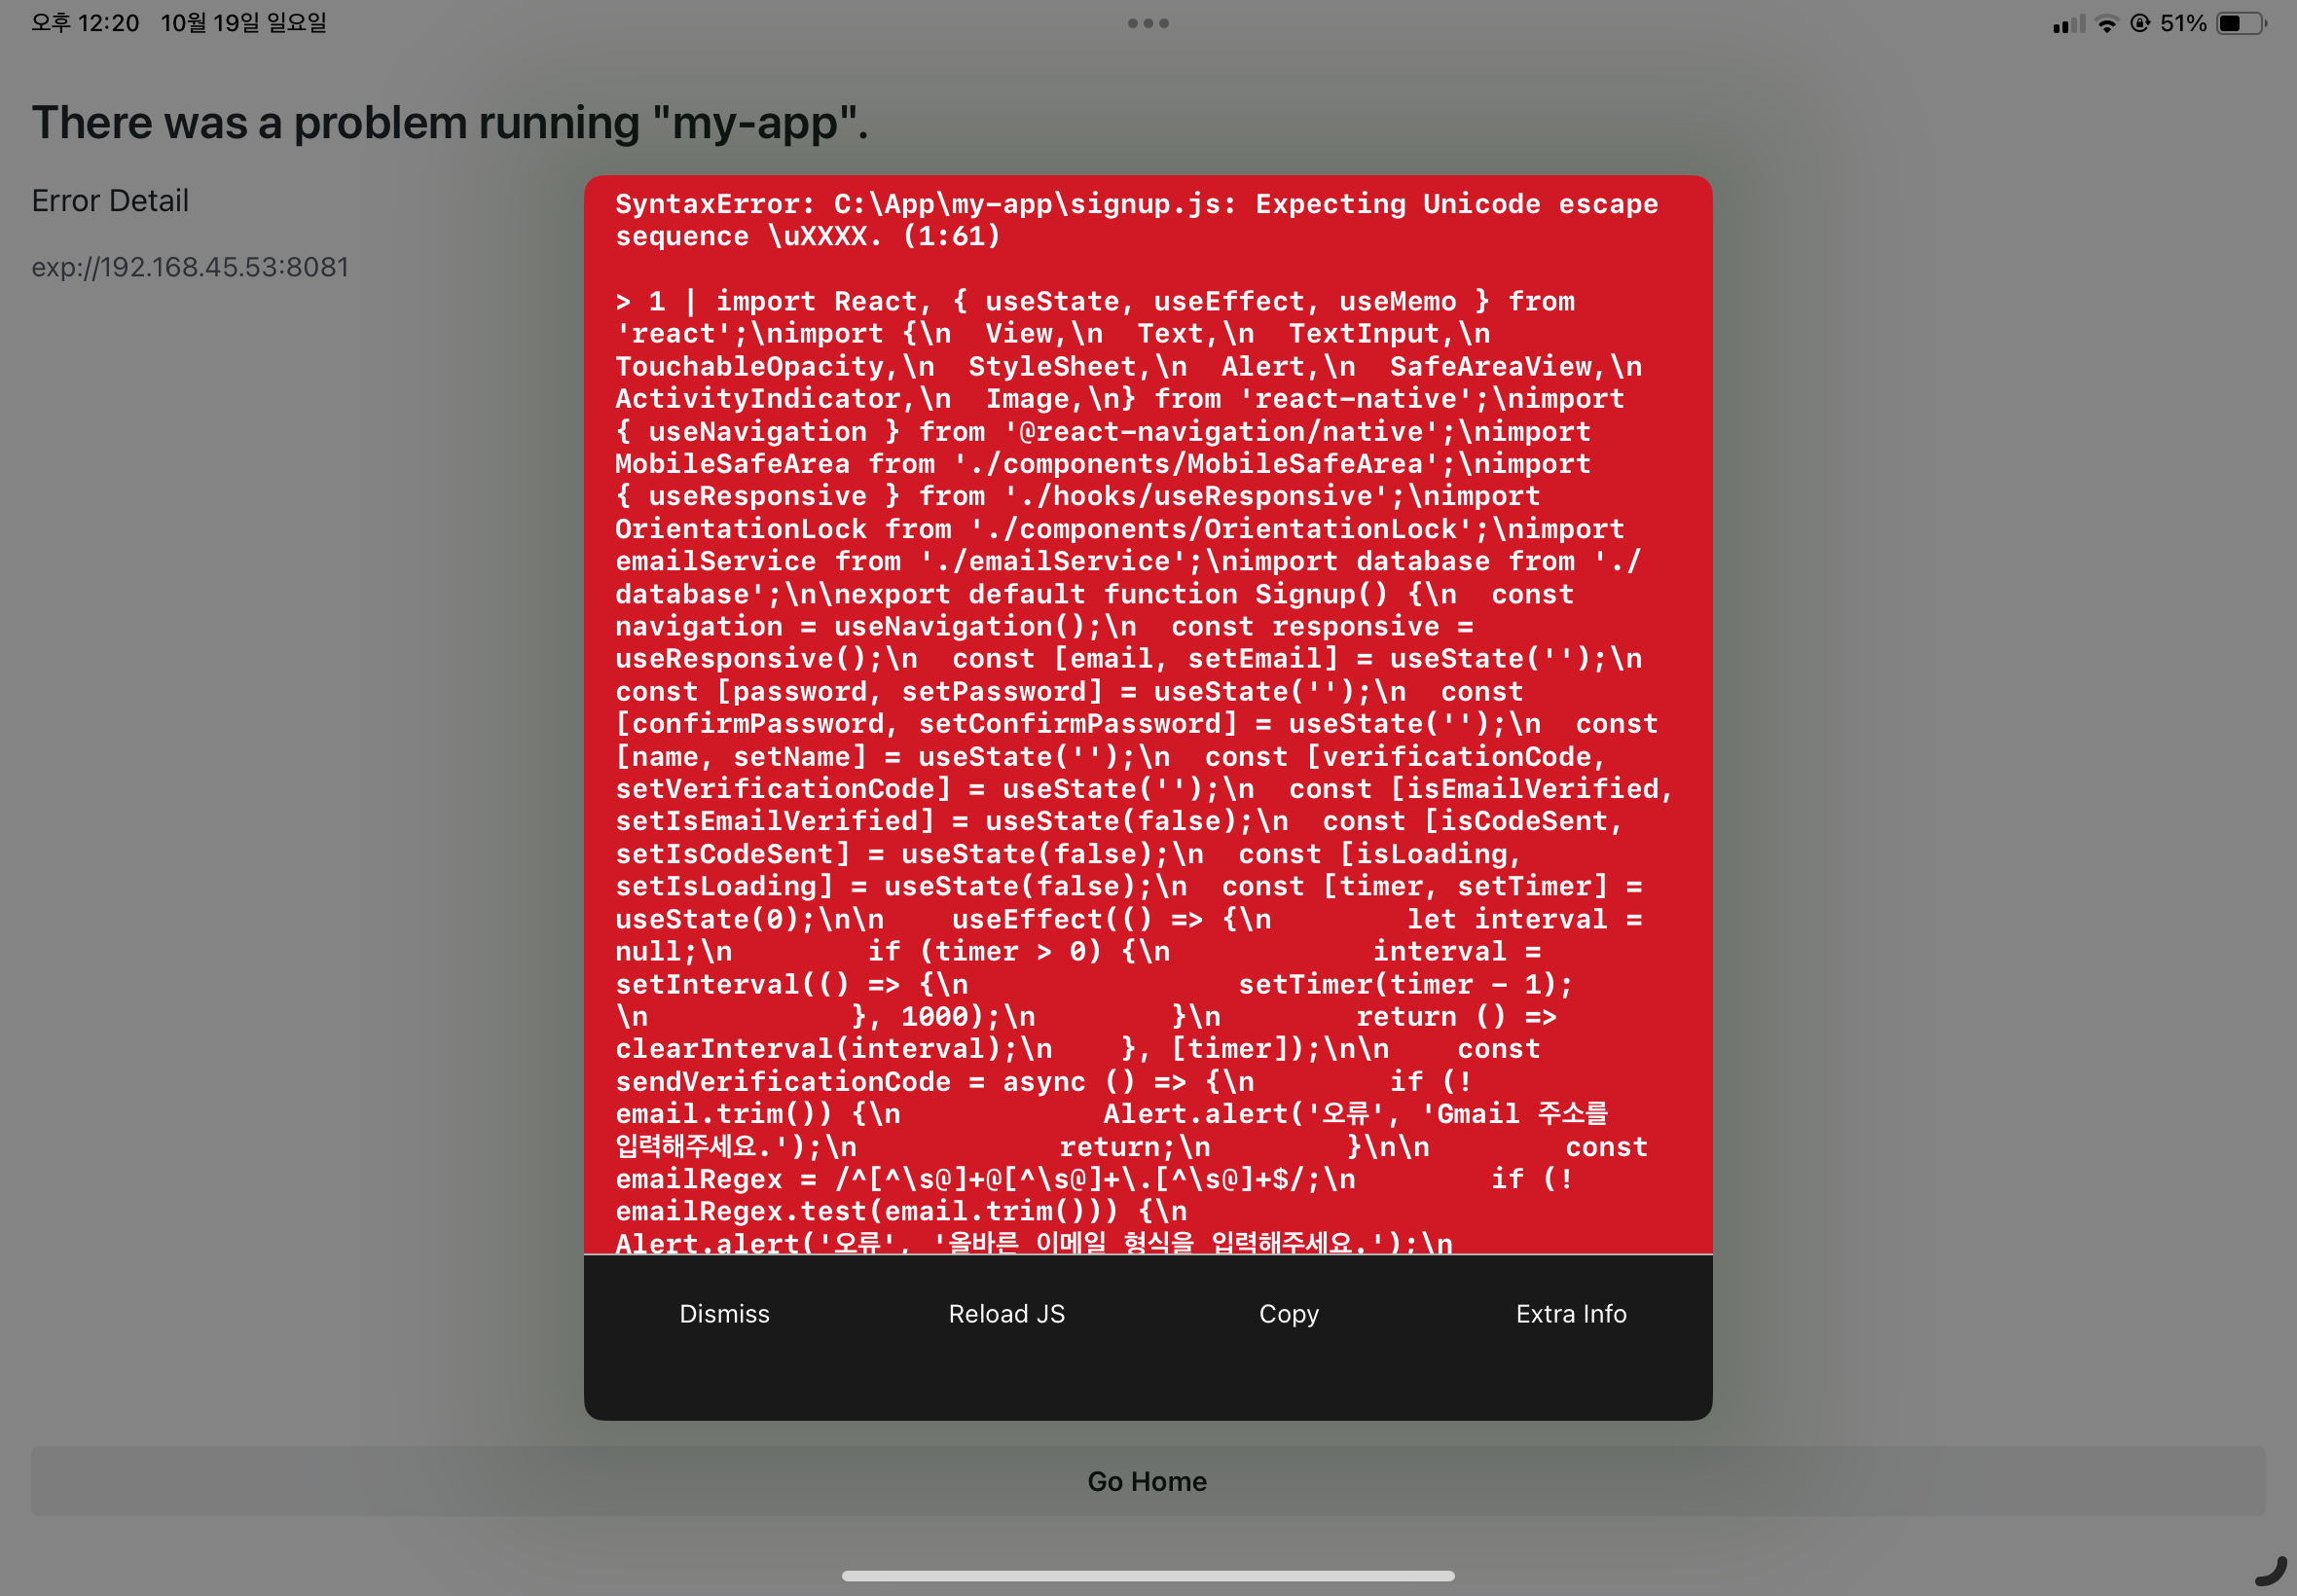 오후 12:20 10월 19일 일요일
51%
There was a problem running "my-app".
Error Detail
exp://192.168.45.53:8081
SyntaxError: C:\App\my-app\signup.js: Expecting Unicode escape
sequence \uXXXX. (1:61)
> 1 | import React, { useState, useEffect, useMemo } from
'react';\nimport {\n  View,\n  Text,\n  TextInput,\n
TouchableOpacity,\n  StyleSheet,\n  Alert,\n  SafeAreaView,\n
ActivityIndicator,\n  Image,\n} from 'react-native';\nimport
{ useNavigation } from '@react-navigation/native';\nimport
MobileSafeArea from './components/MobileSafeArea';\nimport
{ useResponsive } from './hooks/useResponsive';\nimport
OrientationLock from './components/OrientationLock';\nimport
emailService from './emailService';\nimport database from './
database';\n\nexport default function Signup() {\n  const
navigation = useNavigation();\n  const responsive =
useResponsive();\n  const [email, setEmail] = useState('');\n
const [password, setPassword] = useState('');\n  const
[confirmPassword, setConfirmPassword] = useState('');\n  const
[name, setName] = useState('');\n  const [verificationCode,
setVerificationCode] = useState('');\n  const [isEmailVerified,
setIsEmailVerified] = useState(false);\n  const [isCodeSent,
setIsCodeSent] = useState(false);\n  const [isLoading,
setIsLoading] = useState(false);\n  const [timer, setTimer] =
useState(0);\n\n    useEffect(() => {\n        let interval =
null;\n        if (timer > 0) {\n            interval =
setInterval(() => {\n                setTimer(timer - 1);
\n            }, 1000);\n        }\n        return () =>
clearInterval(interval);\n    }, [timer]);\n\n    const
sendVerificationCode = async () => {\n        if (!
email.trim()) {\n            Alert.alert('오류', 'Gmail 주소를
입력해주세요.');\n            return;\n        }\n\n        const
emailRegex = /^[^\s@]+@[^\s@]+\.[^\s@]+$/;\n        if (!
emailRegex.test(email.trim())) {\n
Alert.alert('오류', '올바른 이메일 형식을 입력해주세요.');\n
Dismiss
Reload JS
Copy
Extra Info
Go Home